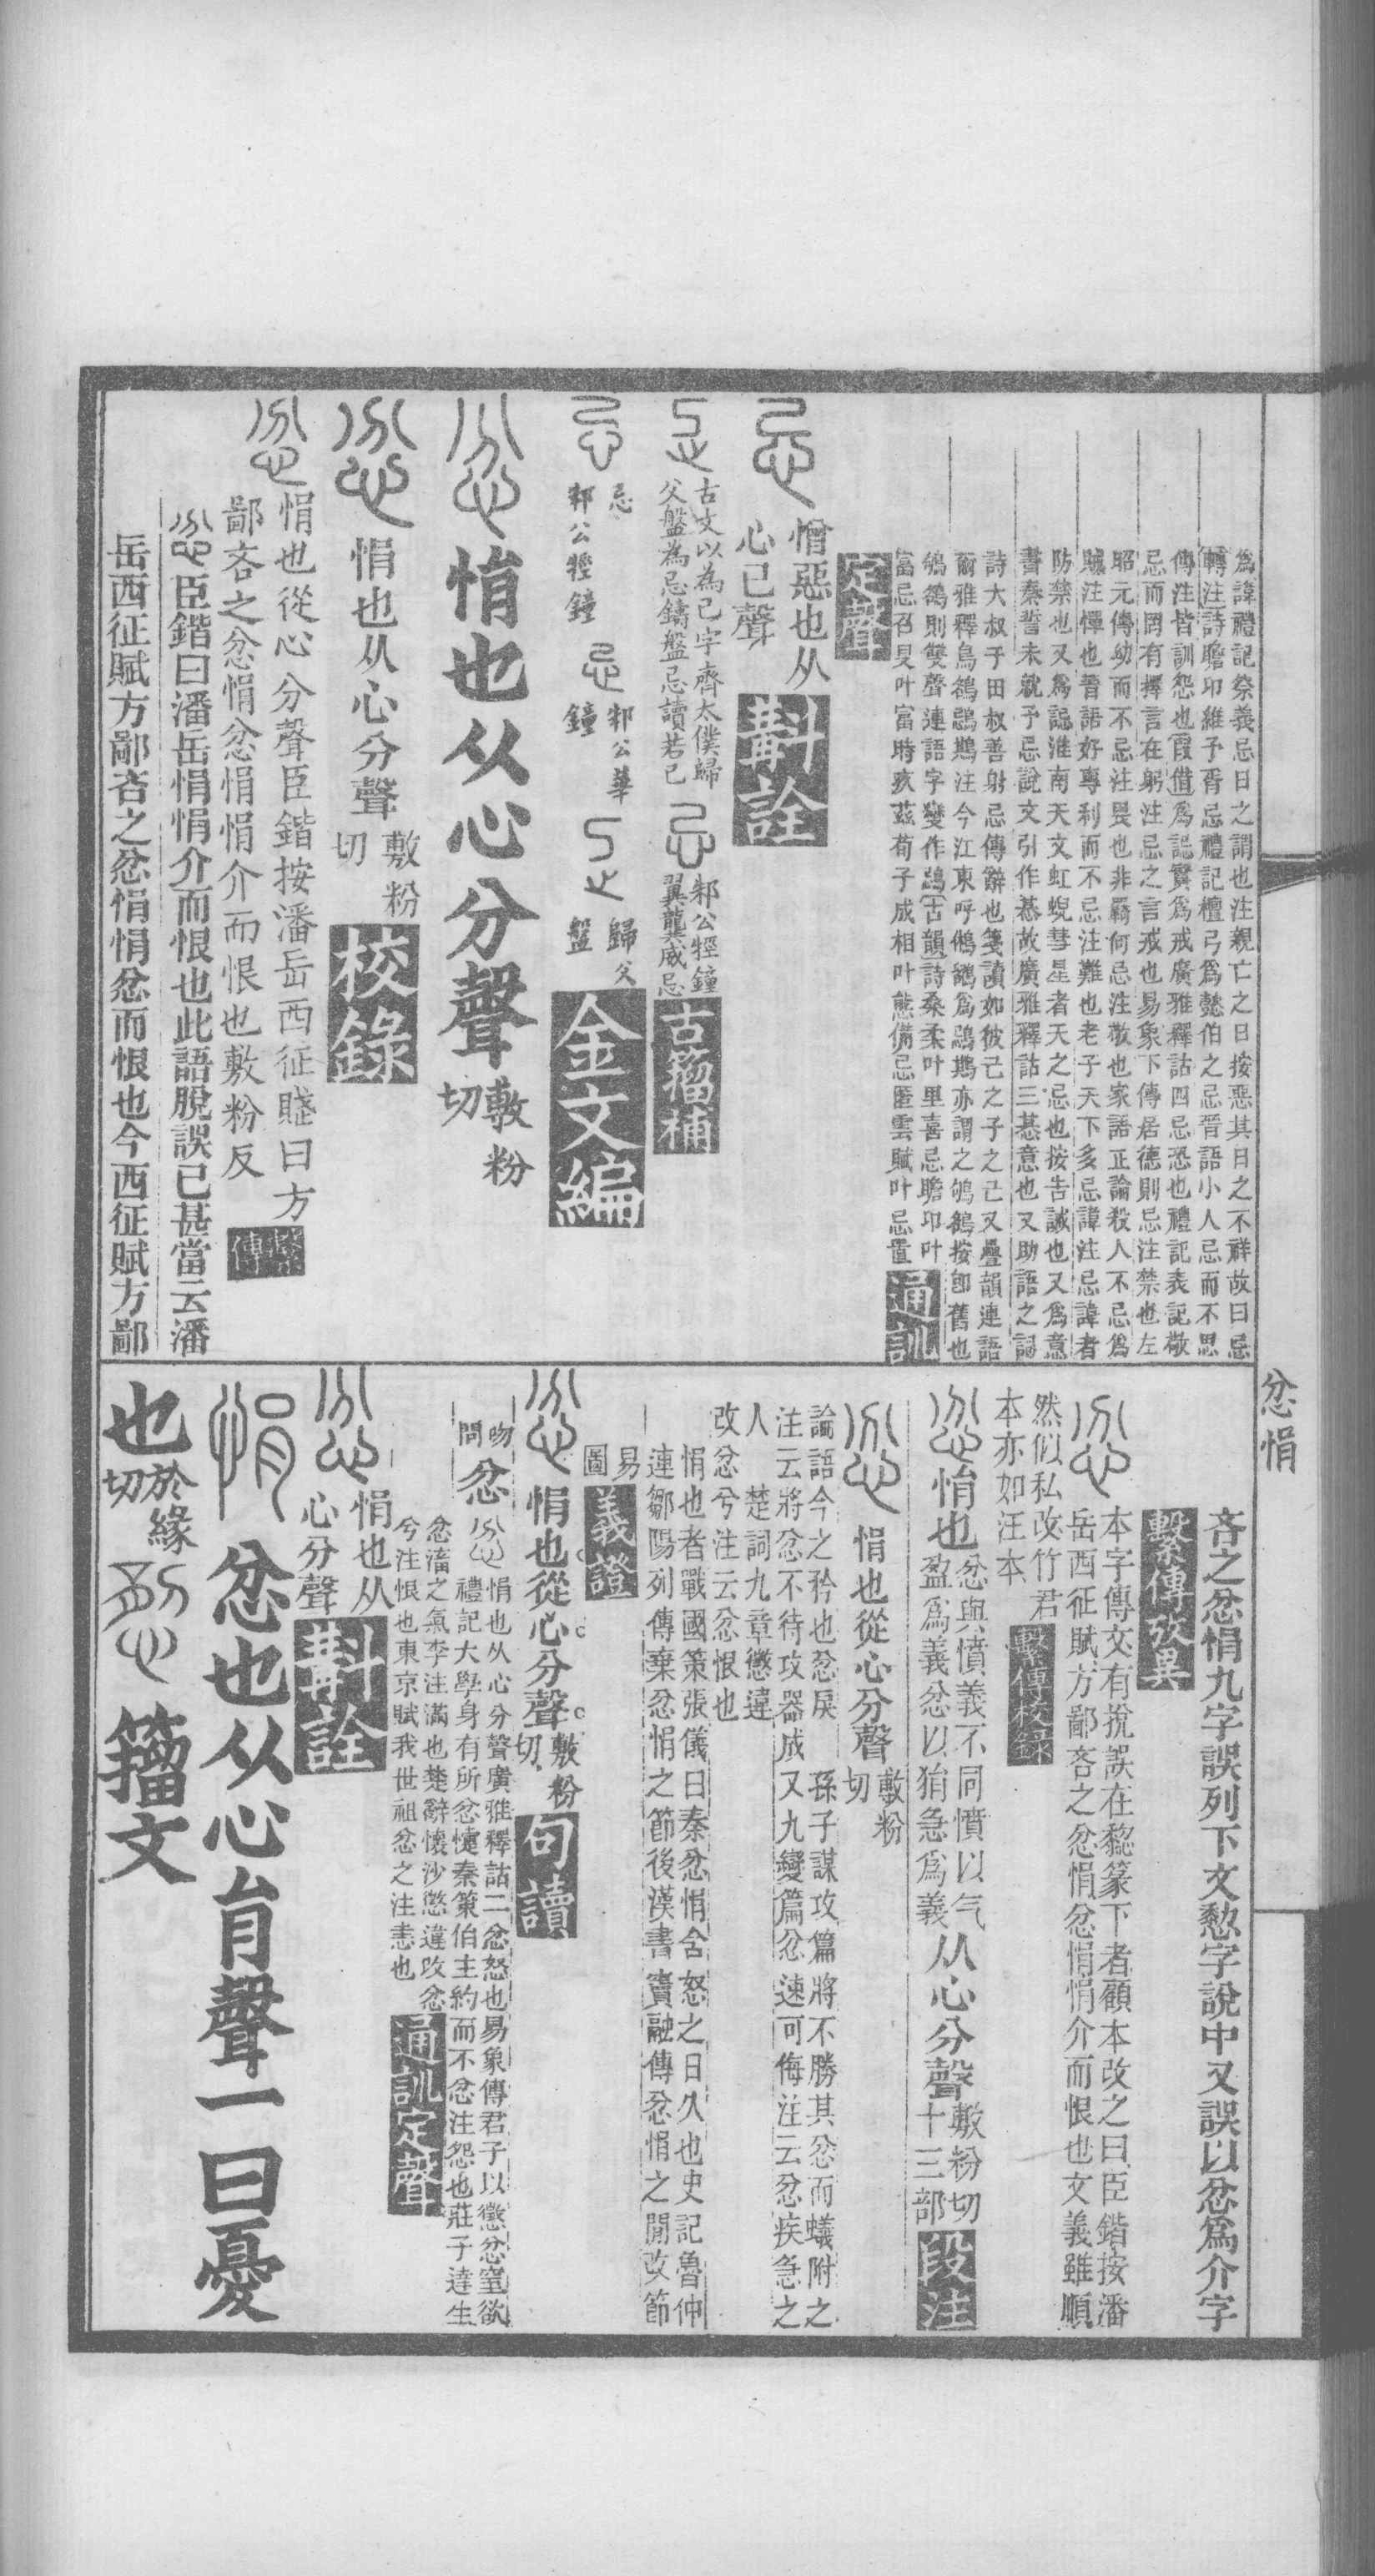 爲諱禮記祭義忌日之謂也注親亡之日按惡其日之不祥故曰忌
轉注詩瞻卬維予胥忌禮記檀弓爲懿伯之忌晉語小人忌而不思
傳注皆訓怨也假借爲誋實爲戒廣雅釋詁四忌恐也禮記表記敬
忌而罔有擇言在躬注忌之言戒也易象下傳居德則忌注禁也左
昭元傳幼而不忌注畏也非羇何忌注敬也家語正論殺人不忌爲
賊注憚也晉語好專利而不忌注難也老子天下多忌諱注忌諱者
防禁也又爲誋淮南天文虹蜺彗星者天之忌也按告誡也又爲意
書秦誓未就予忌說文引作惎故廣雅釋詁三惎意也又助語之詞
詩大叔于田叔善射忌傳辭也箋讀如彼己之子之己又疊韻連語
爾雅釋鳥鵅鶀注今江東呼鵂鶹爲鶀亦謂之鴝鵅按卽舊也
鴝鵅則雙聲連語字變作鵋古韻詩桑柔叶里喜忌瞻卬叶
富忌召旻叶富時疚茲荀子成相叶態備忌匿雲賦叶忌置 通訓
定聲
憎惡也从
心己聲 斠詮
古文以為己字齊太僕歸
父盤為忌鑄盤忌讀若己
邾公牼鐘
翼龔威忌 古籀補
忌
邾公牼鐘
邾公華
鐘
歸父
盤 金文編
悁也从心分聲敷粉
切
悁也从心分聲敷粉
切 校錄
悁也從心分聲臣鍇按潘岳西征賦曰方
鄙吝之忿悁忿悁悁介而恨也敷粉反 繫傳
臣鍇曰潘岳悁悁介而恨也此語脫誤已甚當云潘
岳西征賦方鄙吝之忿悁悁忿而恨也今西征賦方鄙
忿悁
吝之忿悁九字誤列下文愸字說中又誤以忿爲介字
繫傳攷異
本字傳文有挩誤在愸篆下者顧本改之曰臣鍇按潘
岳西征賦方鄙吝之忿悁忿悁悁介而恨也文義雖順
然似私改竹君
本亦如汪本 繫傳校錄
悁也忿與憤義不同憤以气
盈爲義忿以狷急爲義从心分聲敷粉切
十三部 段注
悁也從心分聲敷粉
切
論語今之矜也忿戾 孫子謀攻篇將不勝其忿而蟻附之
注云將忿不待攻器成又九變篇忿速可侮注云忿疾急之
人 楚詞九章懲違
改忿兮注云忿恨也
悁也者戰國策張儀曰秦忿悁含怒之日久也史記魯仲
連鄒陽列傳棄忿悁之節後漢書竇融傳忿悁之閒改節
易
圖 義證
悁也從心分聲敷粉
切 句讀
吻
問 忿
悁也从心分聲廣雅釋詁二忿怒也易象傳君子以懲忿窒欲
禮記大學身有所忿懥秦策伯主約而不忿注怨也莊子達生
忿滀之氣李注滿也楚辭懷沙懲違改忿
兮注恨也東京賦我世祖忿之注恚也 通訓定聲
悁也从
心分聲 斠詮
忿也从心肙聲一曰憂
也於緣
切 籀文